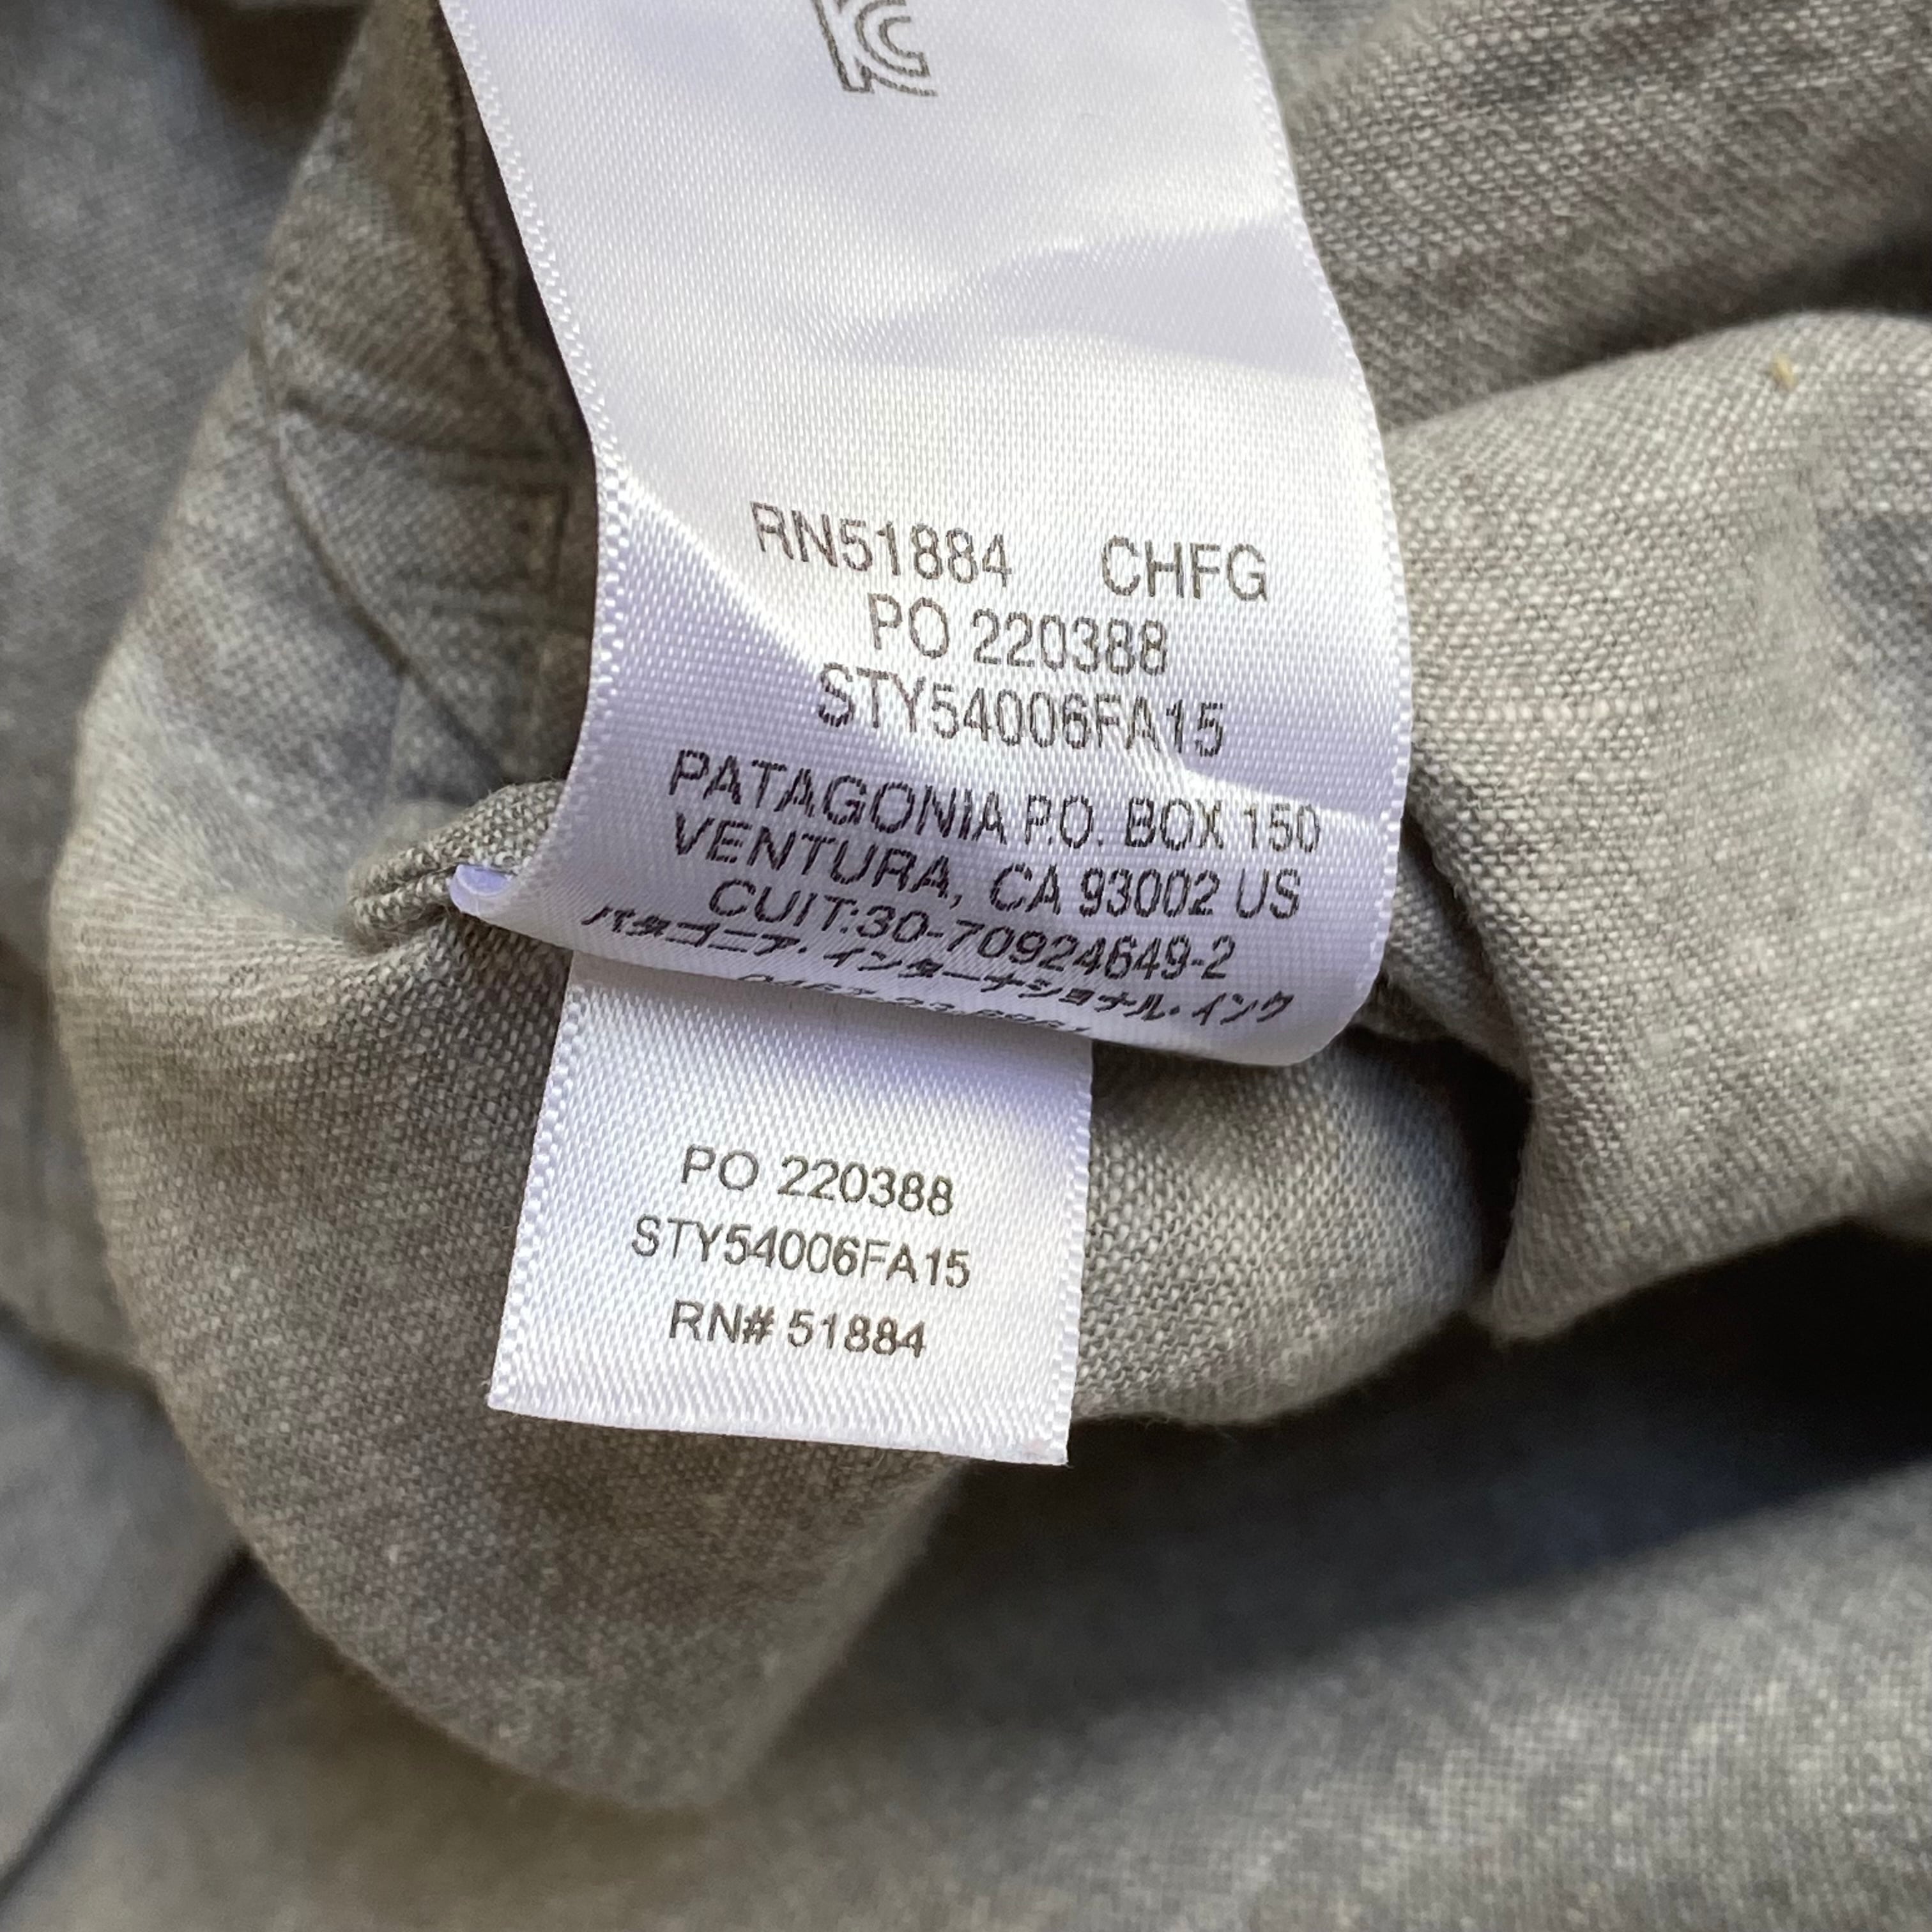 KC
RN51884 CHFG
PO 220388
STY54006FA15
PATAGONIA P.O. BOX 150
VENTURA, CA 93002 US
CUIT:30-70924649-2
パタゴニア・インターナショナル・インク
PO 220388
STY54006FA15
RN# 51884